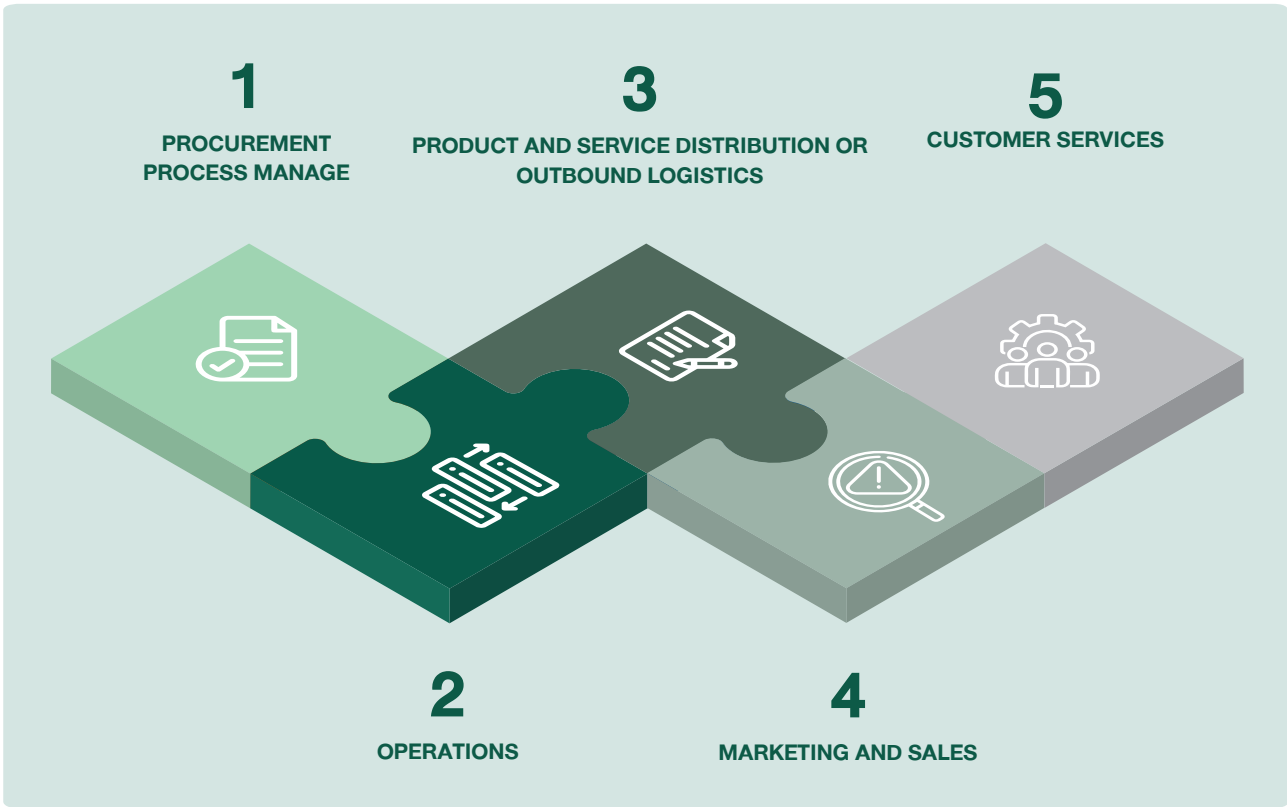 1
PROCUREMENT
PROCESS MANAGE
3
PRODUCT AND SERVICE DISTRIBUTION OR
OUTBOUND LOGISTICS
5
CUSTOMER SERVICES
2
OPERATIONS
4
MARKETING AND SALES